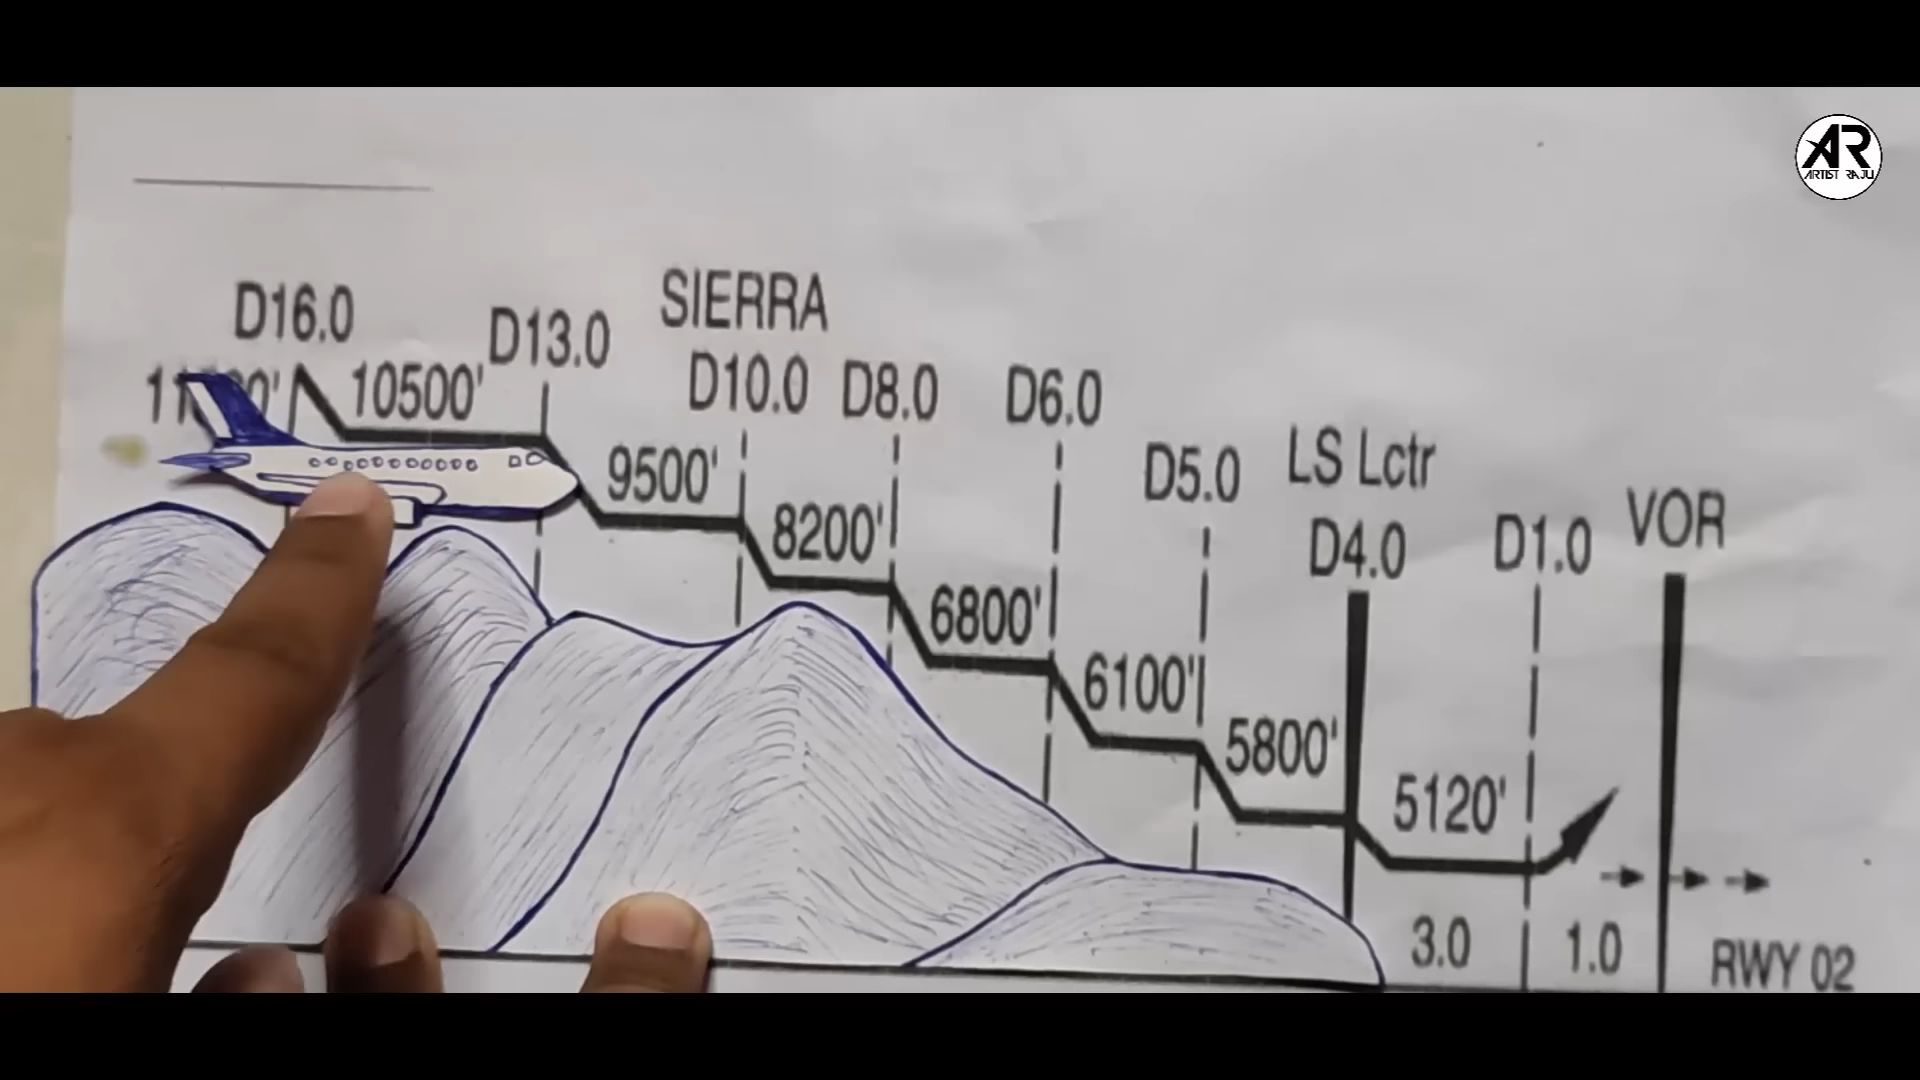 AR
ARTIST RAJU
SIERRA
D16.0
D13.0
D10.0
D8.0
D6.0
10500'
9500'
D5.0
LS Lctr
8200'
D4.0
D1.0
VOR
6800'
6100'
5800'
5120'
3.0
1.0
RWY 02